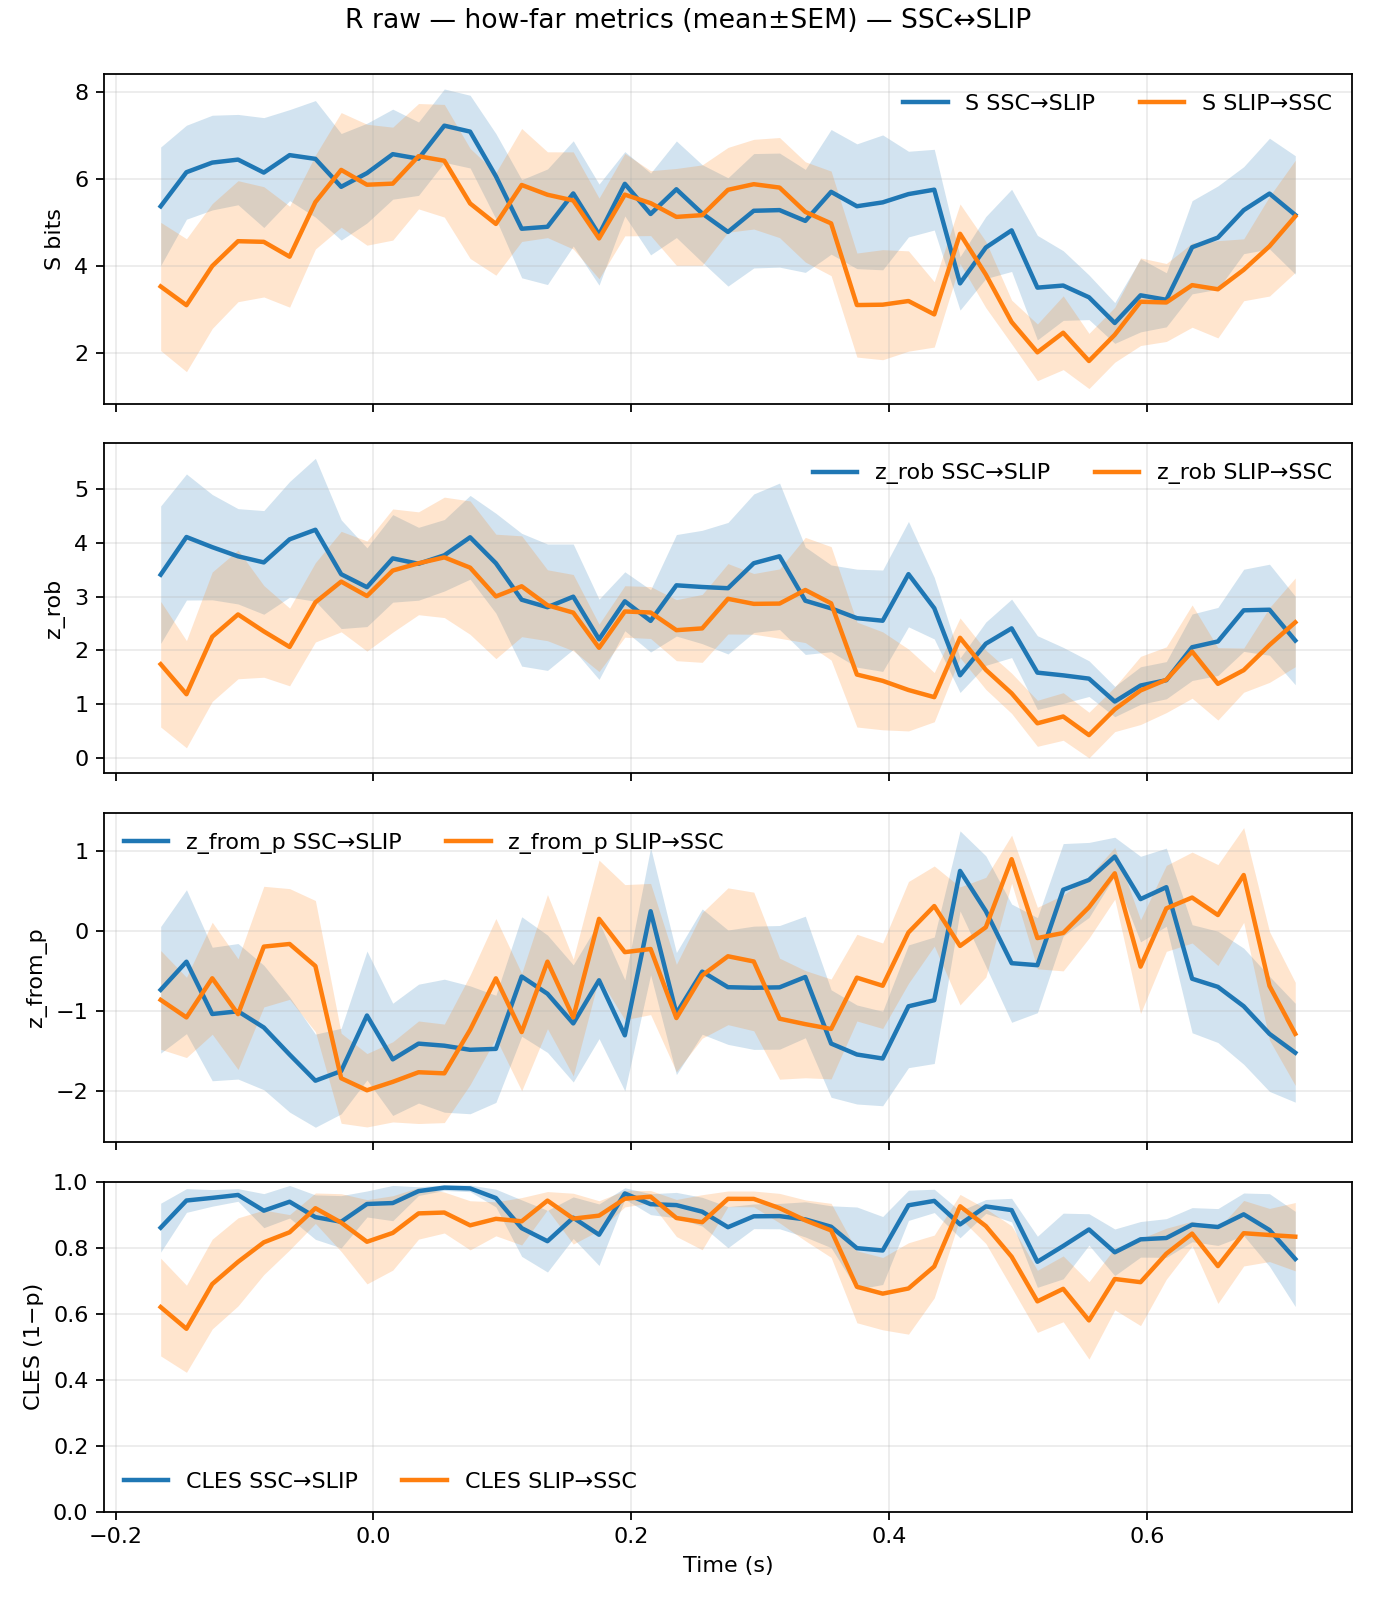 R raw — how-far metrics (mean±SEM) — SSC↔SLIP
S bits
8
6
4
2
S SSC→SLIP
S SLIP→SSC
z_rob
5
4
3
2
1
0
z_rob SSC→SLIP
z_rob SLIP→SSC
z_from_p
1
0
−1
−2
z_from_p SSC→SLIP
z_from_p SLIP→SSC
CLES (1−p)
1.0
0.8
0.6
0.4
0.2
0.0
CLES SSC→SLIP
CLES SLIP→SSC
−0.2
0.0
0.2
0.4
0.6
Time (s)